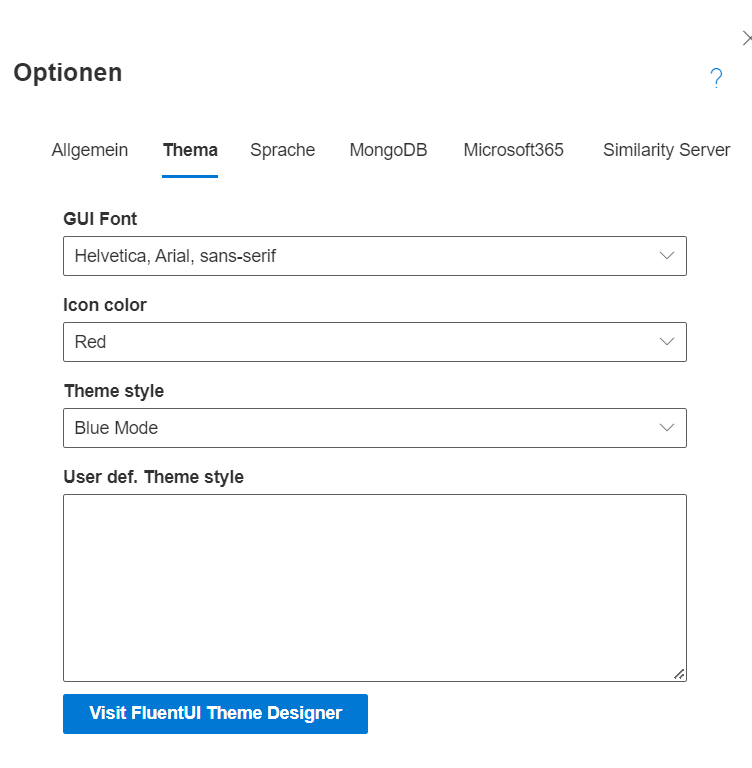 Optionen
?
Allgemein Thema Sprache MongoDB Microsoft365 Similarity Server
GUI Font
Helvetica, Arial, sans-serif
Icon color
Red
Theme style
Blue Mode
User def. Theme style
Visit FluentUI Theme Designer